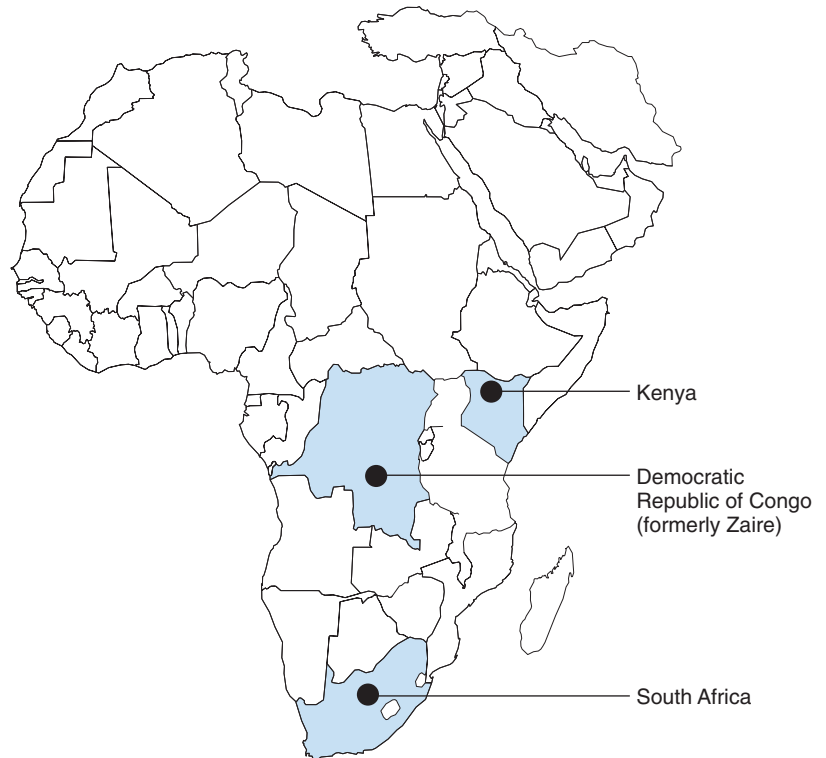 Kenya
Democratic
Republic of Congo
(formerly Zaire)
South Africa